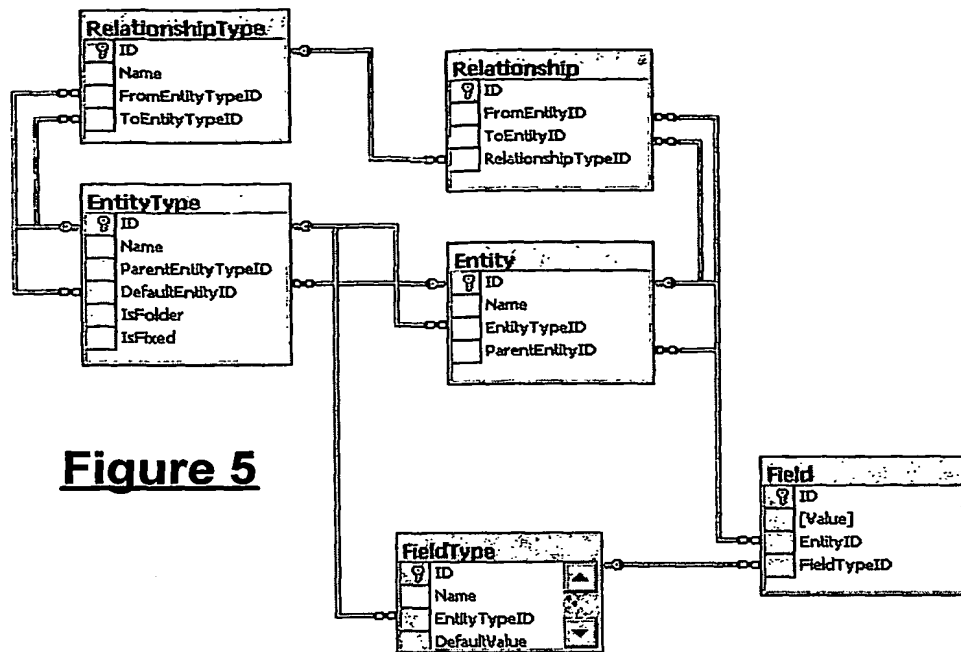 RelationshipType
ID
Name
FromEntityTypeID
ToEntityTypeID
Relationship
ID
FromEntityID
ToEntityID
RelationshipTypeID
EntityType
ID
Name
ParentEntityTypeID
DefaultEntityID
IsFolder
IsFixed
Entity
ID
Name
EntityTypeID
ParentEntityID
Figure 5
Field
ID
[Value]
EntityID
FieldTypeID
FieldType
ID
Name
EntityTypeID
DefaultValue